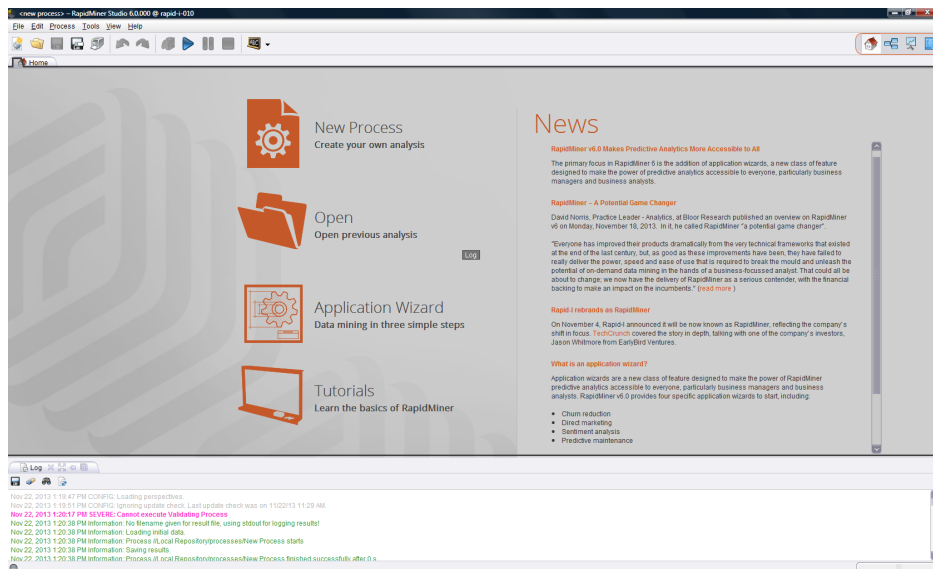 <new process> – RapidMiner Studio 6.0.000 @ rapid-i-010
File Edit Process Tools View Help
Home
New Process
Create your own analysis
Open
Open previous analysis
Log
Application Wizard
Data mining in three simple steps
Tutorials
Learn the basics of RapidMiner
News
RapidMiner v6.0 Makes Predictive Analytics More Accessible to All
The primary focus in RapidMiner 6 is the addition of application wizards, a new class of feature
designed to make the power of predictive analytics accessible to everyone, particularly business
managers and business analysts.
RapidMiner – A Potential Game Changer
David Norris, Practice Leader - Analytics, at Bloor Research published an overview on RapidMiner
v6 on Monday, November 18, 2013. In it, he called RapidMiner "a potential game changer".
"Everyone has improved their products dramatically from the very technical frameworks that existed
at the end of the last century, but, as good as these improvements have been, they have failed to
really deliver the power, speed and ease of use that is required to break the mould and unleash the
potential of on-demand data mining in the hands of a business-focussed analyst. That could all be
about to change; we now have the delivery of RapidMiner as a serious contender, with the financial
backing to make an impact on the incumbents." (read more )
Rapid-I rebrands as RapidMiner
On November 4, Rapid-I announced it will be now known as RapidMiner, reflecting the company's
shift in focus. TechCrunch covered the story in depth, talking with one of the company's investors,
Jason Whitmore from EarlyBird Ventures.
What is an application wizard?
Application wizards are a new class of feature designed to make the power of RapidMiner
predictive analytics accessible to everyone, particularly business managers and business
analysts. RapidMiner v6.0 provides four specific application wizards to start, including:
• Churn reduction
• Direct marketing
• Sentiment analysis
• Predictive maintenance
Log
Nov 22, 2013 1:19:47 PM CONFIG: Loading perspectives.
Nov 22, 2013 1:19:51 PM CONFIG: Ignoring update check. Last update check was on 11/22/13 11:29 AM.
Nov 22, 2013 1:20:17 PM SEVERE: Cannot execute Validating Process
Nov 22, 2013 1:20:38 PM Information: No filename given for result file, using stdout for logging results!
Nov 22, 2013 1:20:38 PM Information: Loading initial data.
Nov 22, 2013 1:20:38 PM Information: Process //Local Repository/processes/New Process starts
Nov 22, 2013 1:20:38 PM Information: Saving results.
Nov 22, 2013 1:20:38 PM Information: Process //Local Repository/processes/New Process finished successfully after 0 s